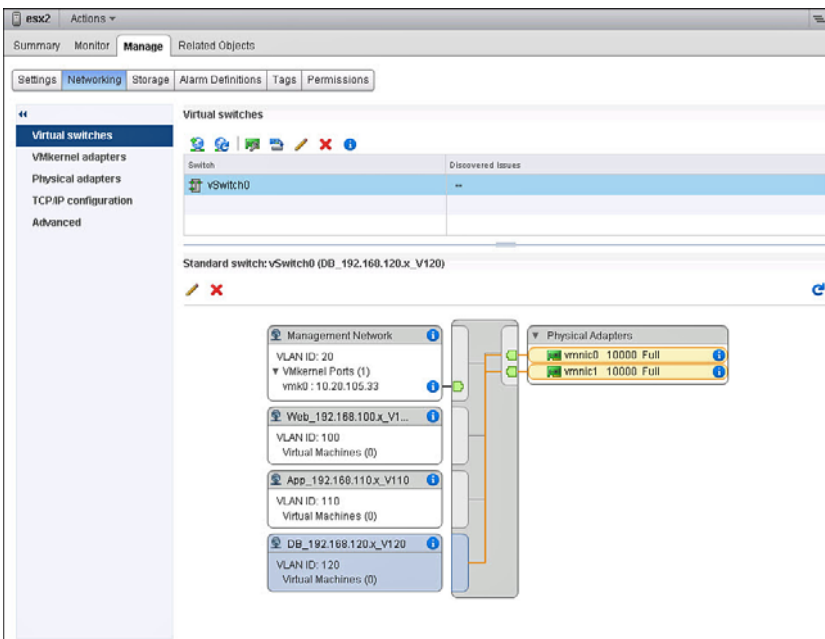 esx2 Actions
Summary Monitor Manage Related Objects
Settings Networking Storage Alarm Definitions Tags Permissions
Virtual switches
VMkernel adapters
Physical adapters
TCP/IP configuration
Advanced
Virtual switches
Switch Discovered Issues
vSwitch0 --
Standard switch: vSwitch0 (DB_192.168.120.x_V120)
Management Network
VLAN ID: 20
VMkernel Ports (1)
vmk0 : 10.20.105.33
Web_192.168.100.x_V1...
VLAN ID: 100
Virtual Machines (0)
App_192.168.110.x_V110
VLAN ID: 110
Virtual Machines (0)
DB_192.168.120.x_V120
VLAN ID: 120
Virtual Machines (0)
Physical Adapters
vmnic0 10000 Full
vmnic1 10000 Full